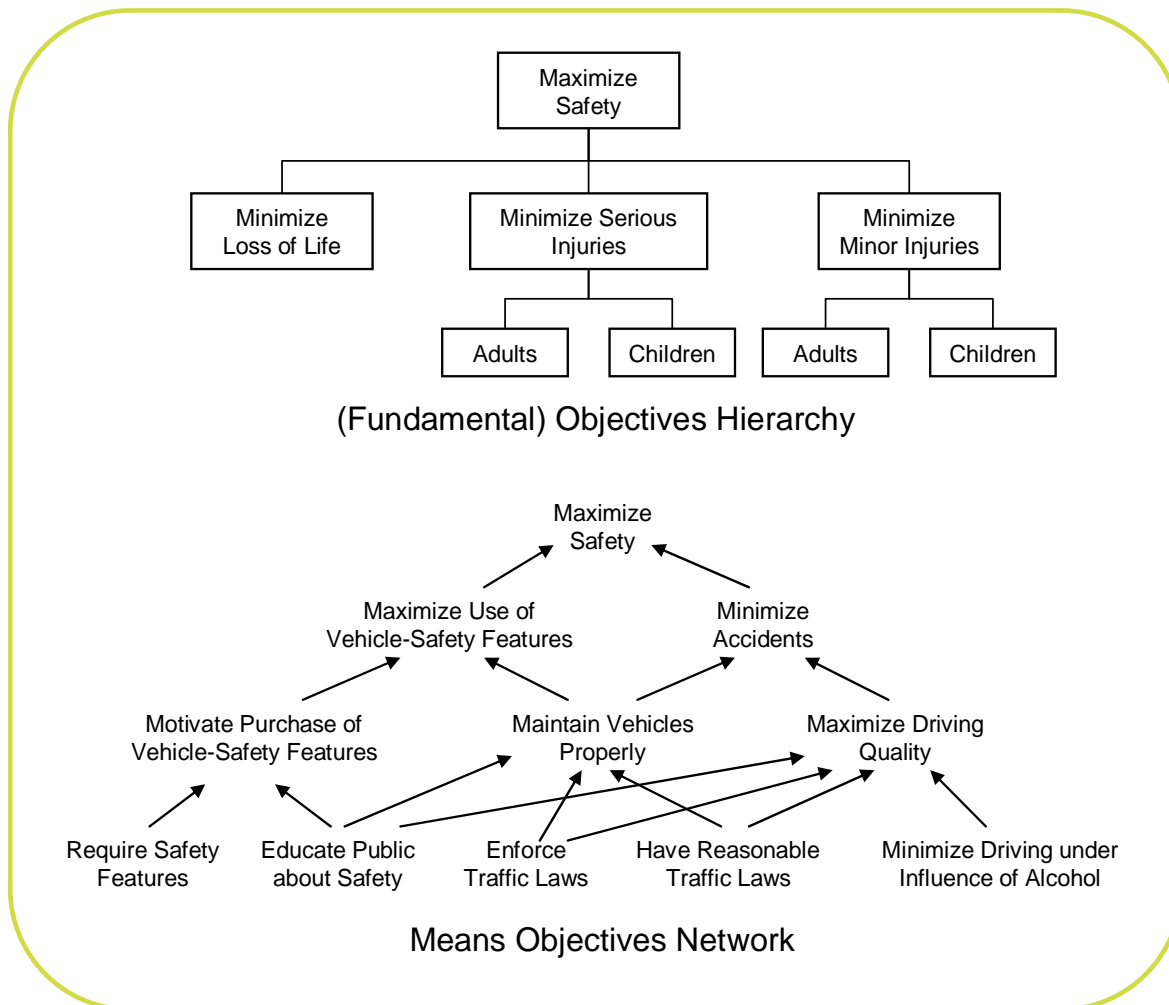 Maximize
Safety
Minimize
Loss of Life
Minimize Serious
Injuries
Minimize
Minor Injuries
Adults
Children
Adults
Children
(Fundamental) Objectives Hierarchy
Maximize
Safety
Maximize Use of
Vehicle-Safety Features
Minimize
Accidents
Motivate Purchase of
Vehicle-Safety Features
Maintain Vehicles
Properly
Maximize Driving
Quality
Require Safety
Features
Educate Public
about Safety
Enforce
Traffic Laws
Have Reasonable
Traffic Laws
Minimize Driving under
Influence of Alcohol
Means Objectives Network